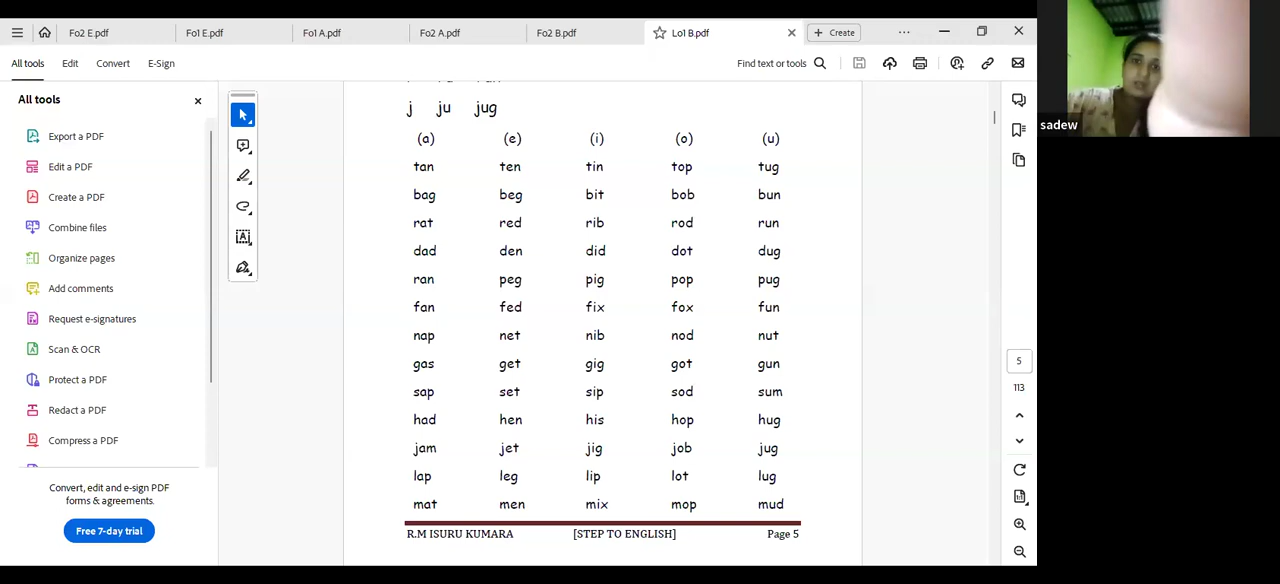 Fo2 E.pdf Fo1 E.pdf Fo1 A.pdf Fo2 A.pdf Fo2 B.pdf Lo1 B.pdf Create
All tools Edit Convert E-Sign Find text or tools
sadew
All tools
Export a PDF
Edit a PDF
Create a PDF
Combine files
Organize pages
Add comments
Request e-signatures
Scan & OCR
Protect a PDF
Redact a PDF
Compress a PDF
Convert, edit and e-sign PDF
forms & agreements.
Free 7-day trial
j ju jug
(a) (e) (i) (o) (u)
tan ten tin top tug
bag beg bit bob bun
rat red rib rod run
dad den did dot dug
ran peg pig pop pug
fan fed fix fox fun
nap net nib nod nut
gas get gig got gun
sap set sip sod sum
had hen his hop hug
jam jet jig job jug
lap leg lip lot lug
mat men mix mop mud
R.M ISURU KUMARA [STEP TO ENGLISH] Page 5
5
113